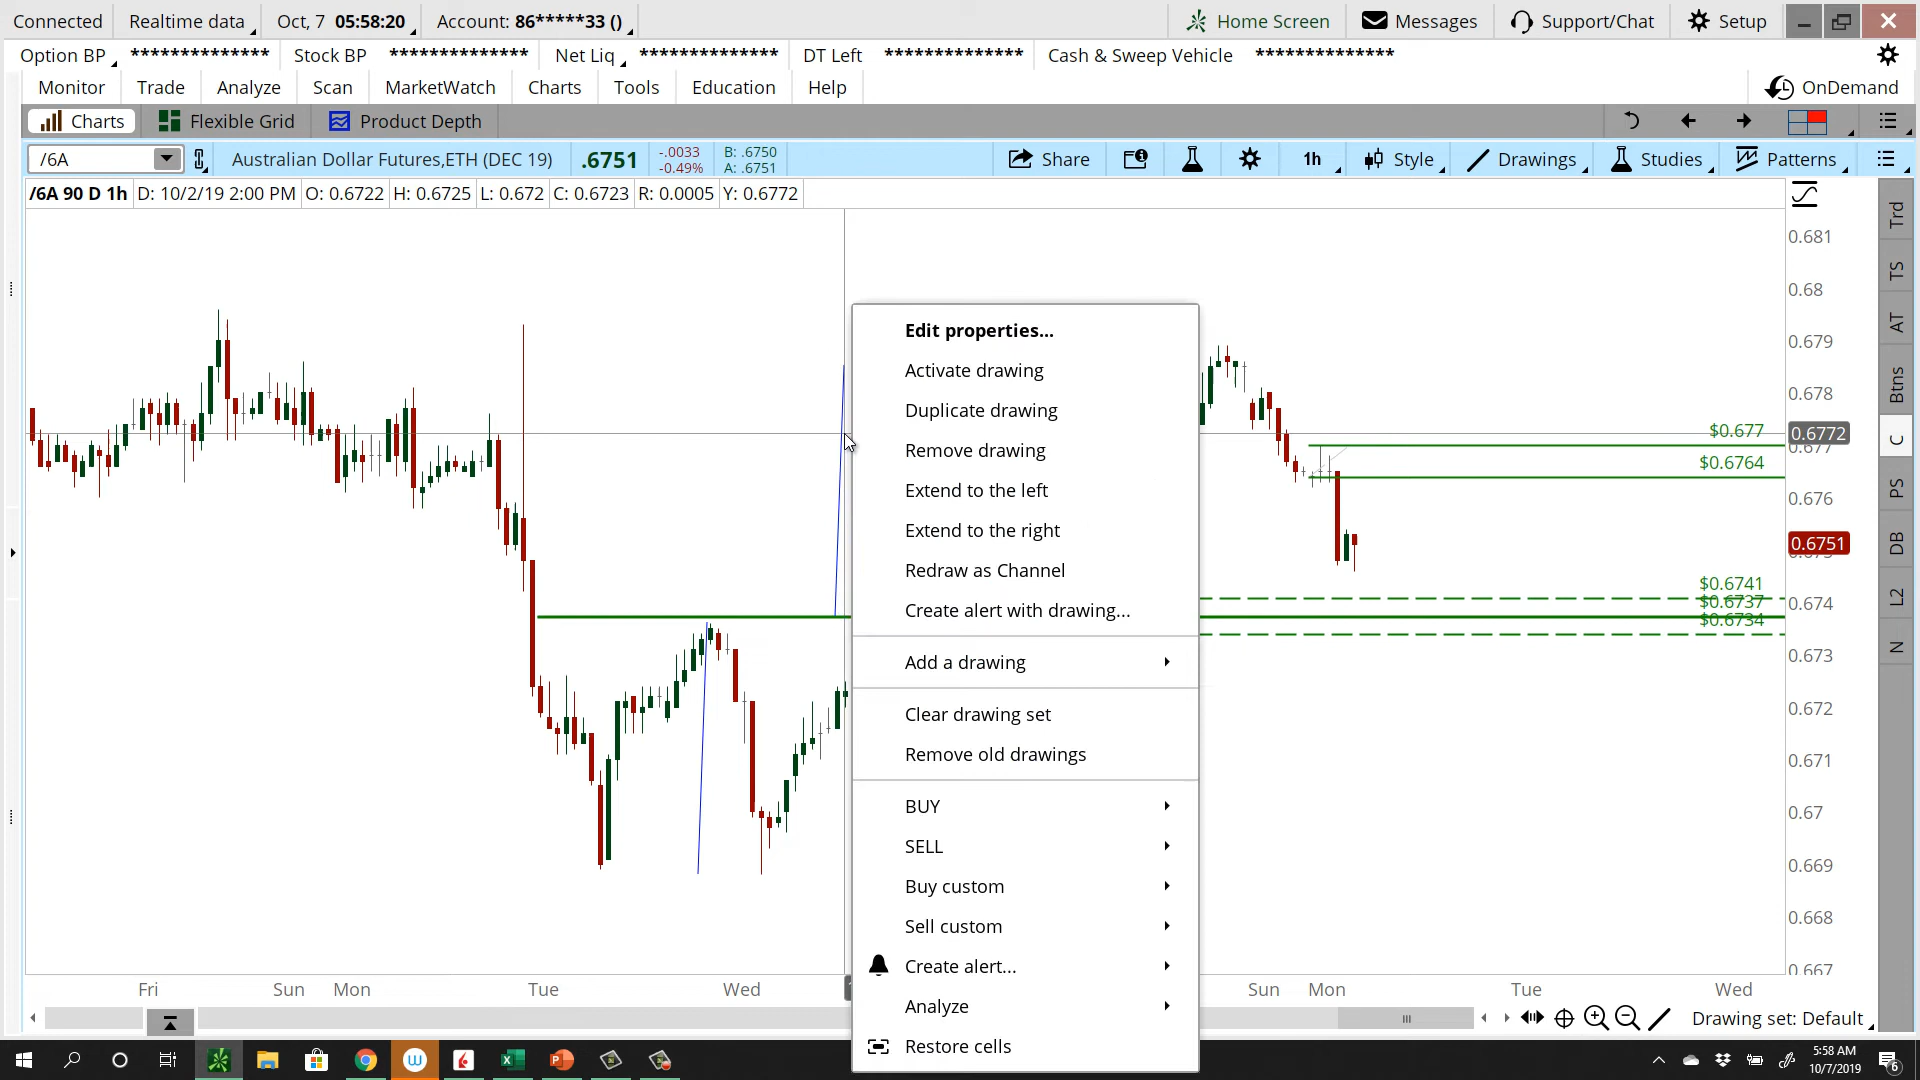 Connected Realtime data Oct, 7 05:58:20 Account: 86*****33 () Home Screen Messages Support/Chat Setup
Option BP ************** Stock BP ************** Net Liq ************** DT Left ************** Cash & Sweep Vehicle **************
Monitor Trade Analyze Scan MarketWatch Charts Tools Education Help OnDemand
Charts Flexible Grid Product Depth
/6A Australian Dollar Futures,ETH (DEC 19) .6751 -.0033 -0.49% B: .6750 A: .6751 Share 1h Style Drawings Studies Patterns
/6A 90 D 1h D: 10/2/19 2:00 PM O: 0.6722 H: 0.6725 L: 0.672 C: 0.6723 R: 0.0005 Y: 0.6772
0.681
0.68
0.679
0.678
0.6772
0.677
0.676
0.6751
0.674
0.673
0.672
0.671
0.67
0.669
0.668
0.667
$0.677
$0.6764
$0.6741
$0.6737
$0.6734
Edit properties...
Activate drawing
Duplicate drawing
Remove drawing
Extend to the left
Extend to the right
Redraw as Channel
Create alert with drawing...
Add a drawing
Clear drawing set
Remove old drawings
BUY
SELL
Buy custom
Sell custom
Create alert...
Analyze
Restore cells
Trd
TS
AT
Btns
C
PS
DB
L2
N
Fri Sun Mon Tue Wed Sun Mon Tue Wed
Drawing set: Default
5:58 AM
10/7/2019
6